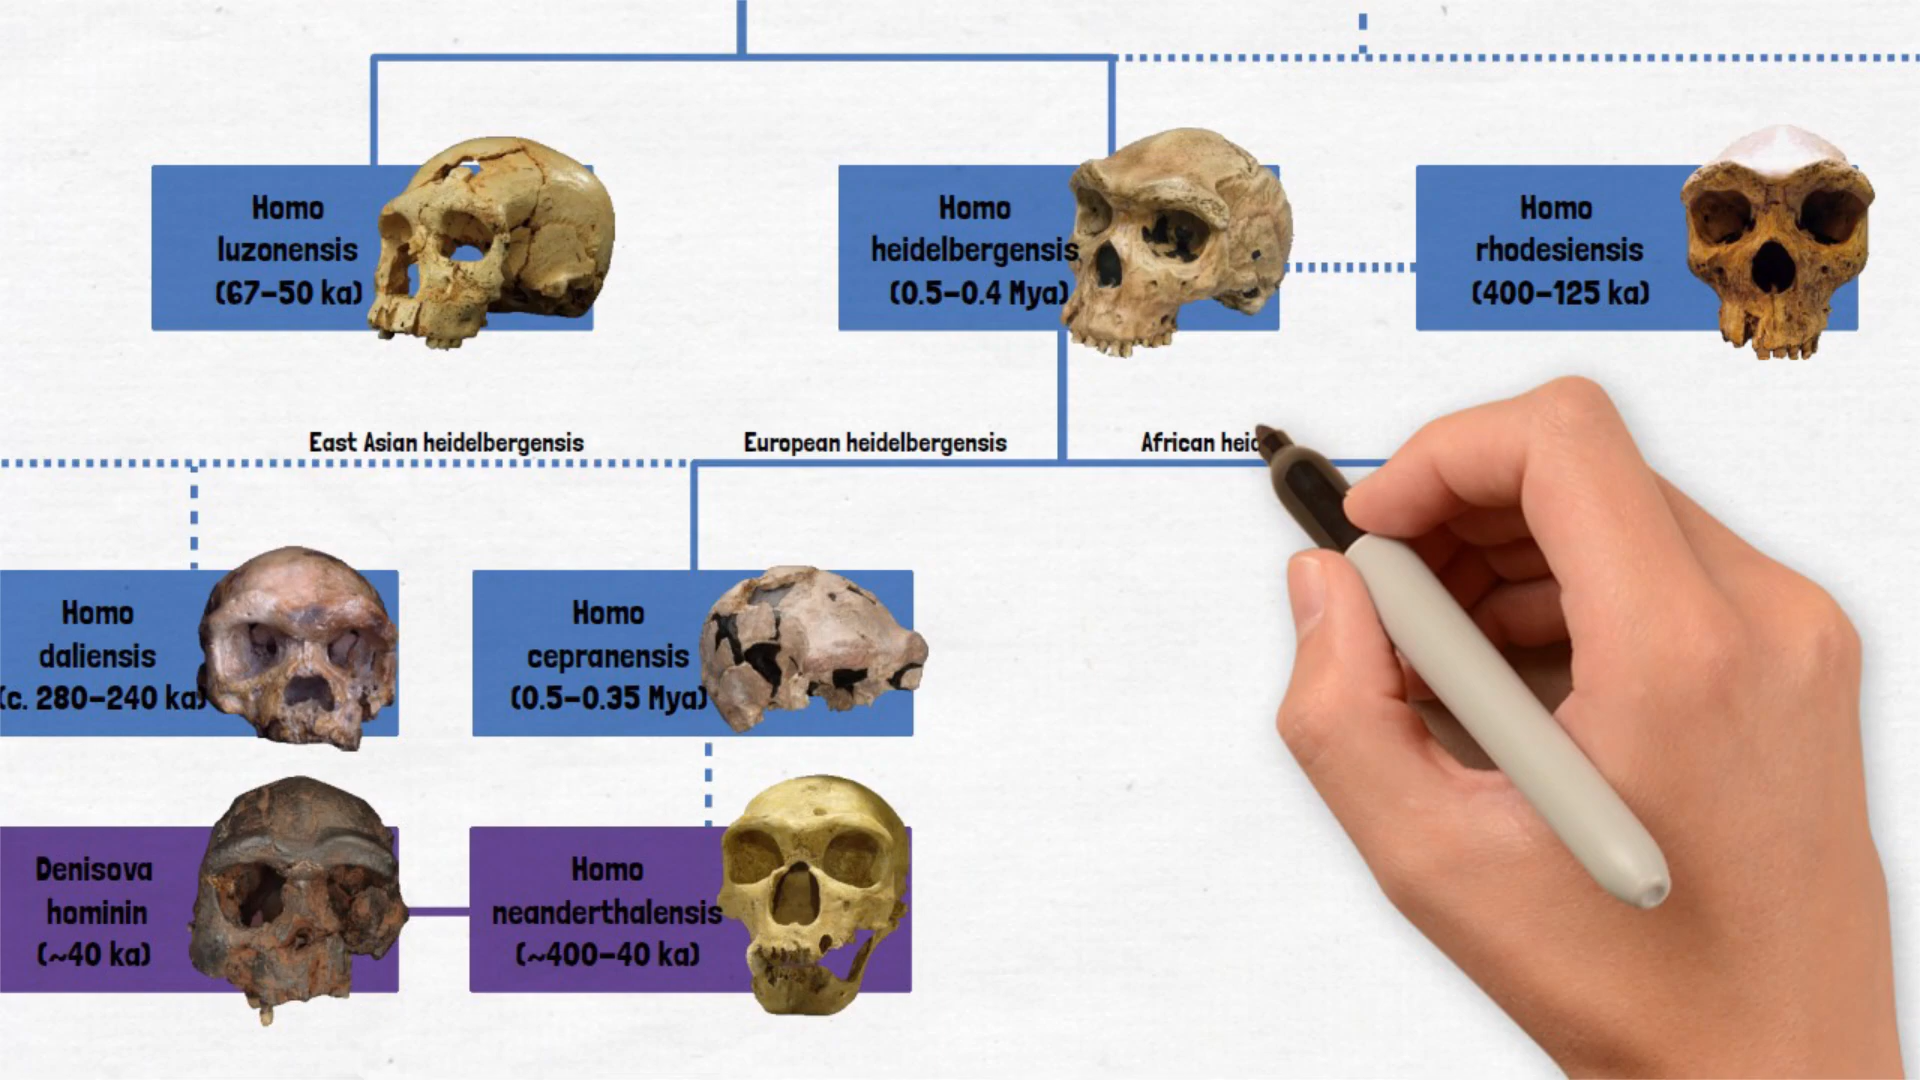 Homo
luzonensis
(67–50 ka)
Homo
heidelbergensis
(0.5–0.4 Mya)
Homo
rhodesiensis
(400–125 ka)
East Asian heidelbergensis
European heidelbergensis
African heid
Homo
daliensis
(c. 280–240 ka)
Homo
cepranensis
(0.5–0.35 Mya)
Denisova
hominin
(~40 ka)
Homo
neanderthalensis
(~400–40 ka)